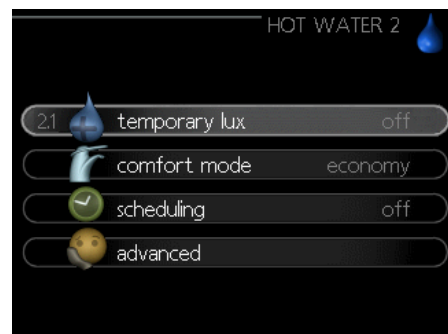 HOT WATER 2
2.1 temporary lux off
comfort mode economy
scheduling off
advanced